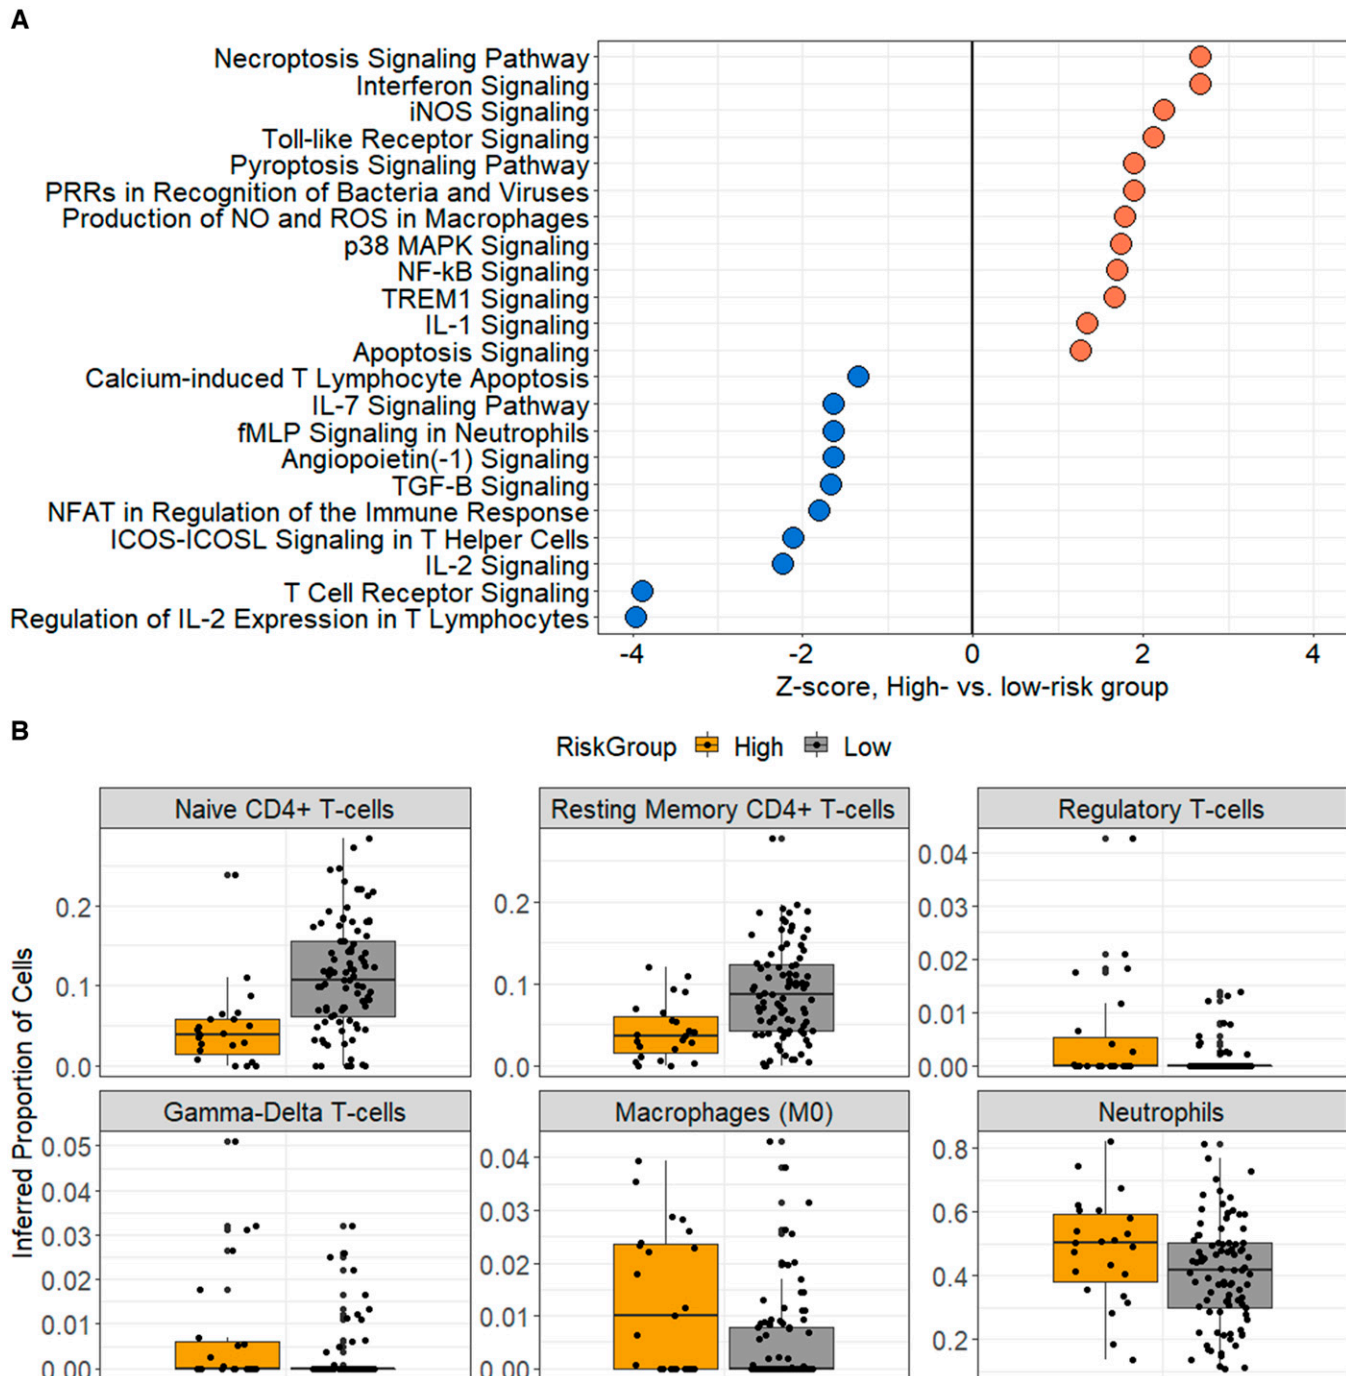 A
Necroptosis Signaling Pathway
Interferon Signaling
iNOS Signaling
Toll-like Receptor Signaling
Pyroptosis Signaling Pathway
PRRs in Recognition of Bacteria and Viruses
Production of NO and ROS in Macrophages
p38 MAPK Signaling
NF-kB Signaling
TREM1 Signaling
IL-1 Signaling
Apoptosis Signaling
Calcium-induced T Lymphocyte Apoptosis
IL-7 Signaling Pathway
fMLP Signaling in Neutrophils
Angiopoietin(-1) Signaling
TGF-B Signaling
NFAT in Regulation of the Immune Response
ICOS-ICOSL Signaling in T Helper Cells
IL-2 Signaling
T Cell Receptor Signaling
Regulation of IL-2 Expression in T Lymphocytes
-4 -2 0 2 4
Z-score, High- vs. low-risk group
B
RiskGroup High Low
Inferred Proportion of Cells
Naive CD4+ T-cells
0.2
0.1
0.0
Resting Memory CD4+ T-cells
0.2
0.1
0.0
Regulatory T-cells
0.04
0.03
0.02
0.01
0.00
Gamma-Delta T-cells
0.05
0.04
0.03
0.02
0.01
0.00
Macrophages (M0)
0.04
0.03
0.02
0.01
0.00
Neutrophils
0.8
0.6
0.4
0.2